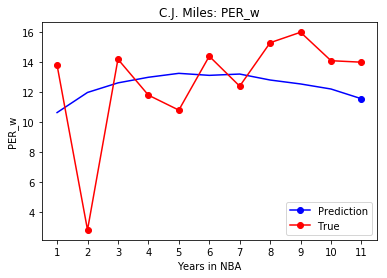 C.J. Miles: PER_w
PER_w
16
14
12
10
8
6
4
1 2 3 4 5 6 7 8 9 10 11
Years in NBA
Prediction
True